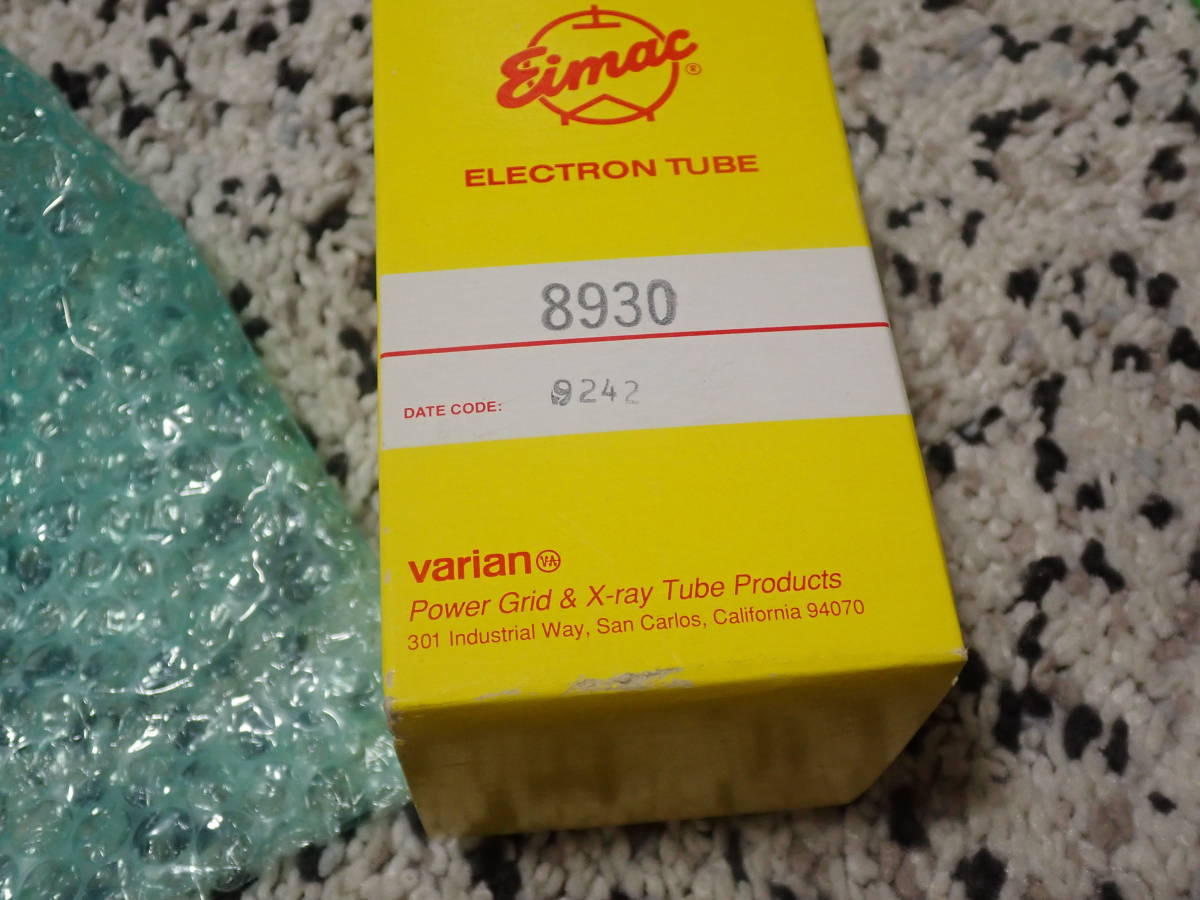 Eimac®
ELECTRON TUBE
8930
DATE CODE: 9242
varian VA
Power Grid & X-ray Tube Products
301 Industrial Way, San Carlos, California 94070